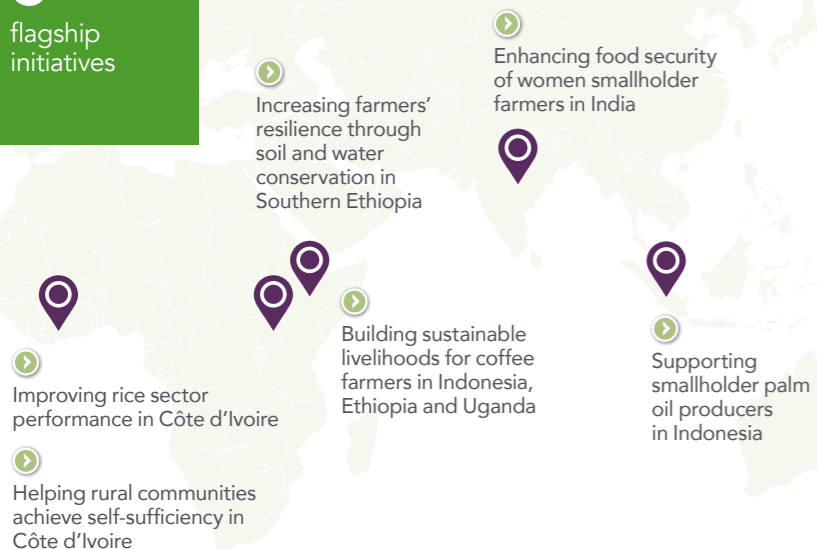 flagship
initiatives
Increasing farmers’
resilience through
soil and water
conservation in
Southern Ethiopia
Enhancing food security
of women smallholder
farmers in India
Improving rice sector
performance in Côte d’Ivoire
Helping rural communities
achieve self-sufficiency in
Côte d’Ivoire
Building sustainable
livelihoods for coffee
farmers in Indonesia,
Ethiopia and Uganda
Supporting
smallholder palm
oil producers
in Indonesia